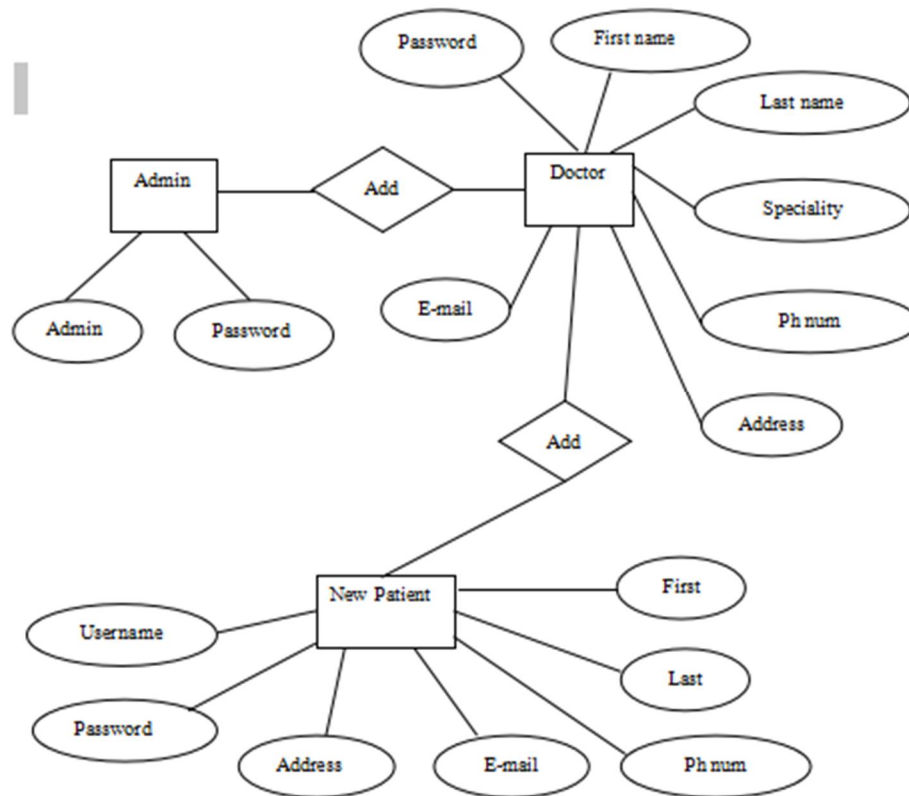 Password
First name
Last name
Admin
Add
Doctor
Speciality
E-mail
Ph num
Admin
Password
Address
Add
New Patient
First
Username
Last
Password
Address
E-mail
Ph num